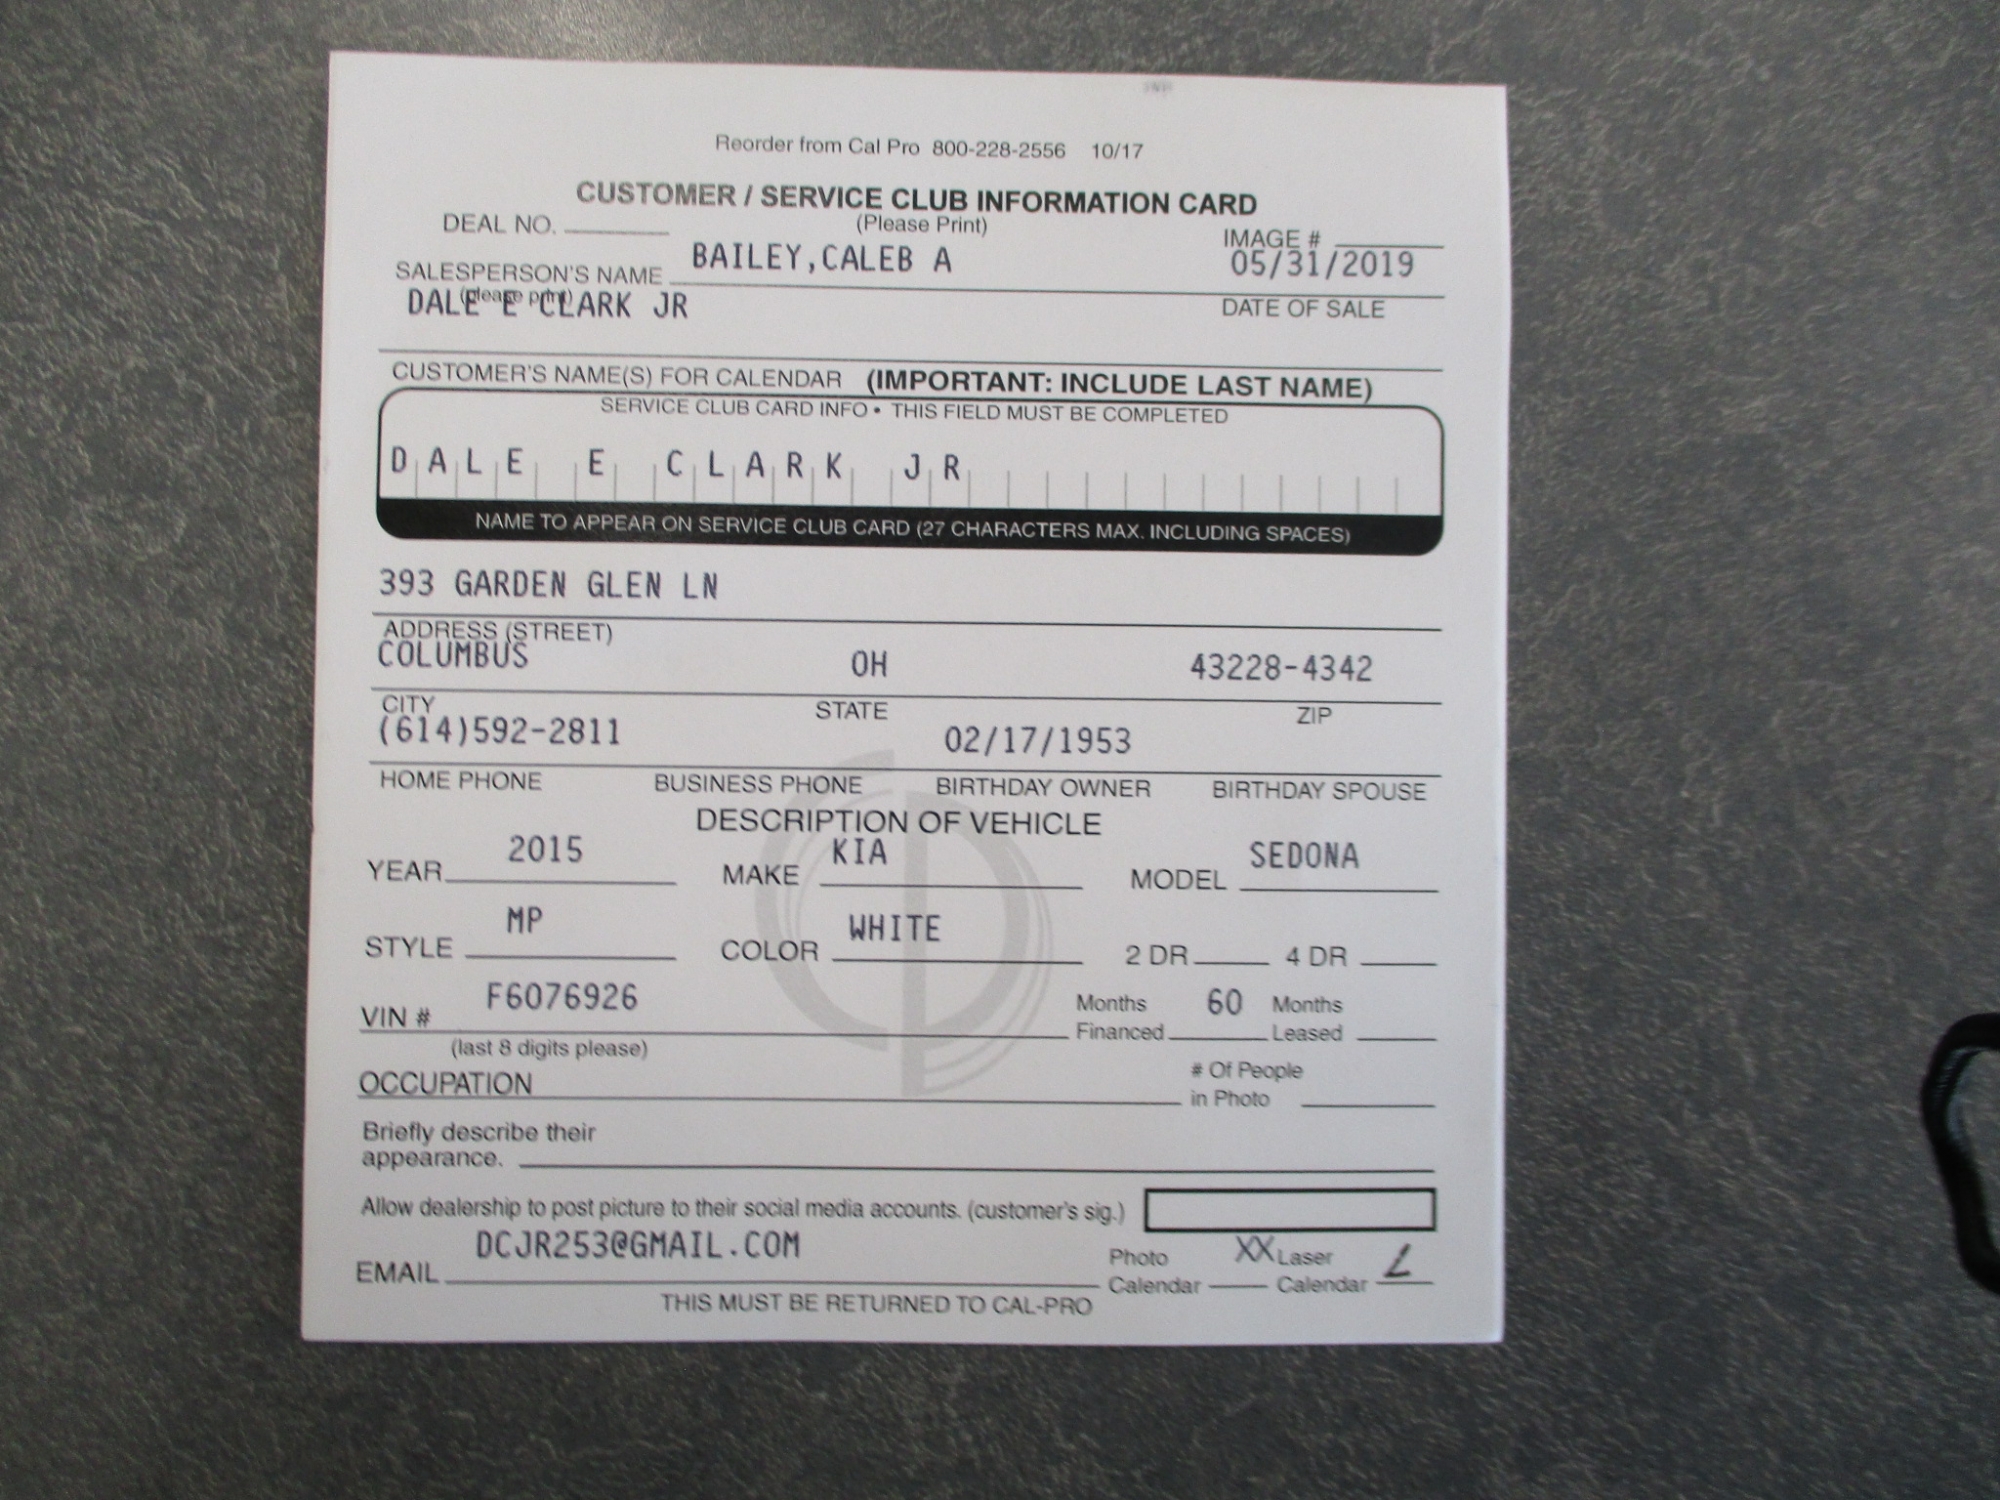 Reorder from Cal Pro 800-228-2556 10/17
CUSTOMER / SERVICE CLUB INFORMATION CARD
DEAL NO. (Please Print) IMAGE #
SALESPERSON'S NAME BAILEY,CALEB A 05/31/2019
(please print) DATE OF SALE
DALE E CLARK JR
CUSTOMER'S NAME(S) FOR CALENDAR (IMPORTANT: INCLUDE LAST NAME)
SERVICE CLUB CARD INFO • THIS FIELD MUST BE COMPLETED
DALE E CLARK JR
NAME TO APPEAR ON SERVICE CLUB CARD (27 CHARACTERS MAX. INCLUDING SPACES)
393 GARDEN GLEN LN
ADDRESS (STREET)
COLUMBUS OH 43228-4342
CITY STATE ZIP
(614)592-2811 02/17/1953
HOME PHONE BUSINESS PHONE BIRTHDAY OWNER BIRTHDAY SPOUSE
DESCRIPTION OF VEHICLE
YEAR 2015 MAKE KIA MODEL SEDONA
STYLE MP COLOR WHITE 2 DR 4 DR
VIN # F6076926 Months Financed 60 Months Leased
(last 8 digits please)
OCCUPATION # Of People in Photo
Briefly describe their
appearance.
Allow dealership to post picture to their social media accounts. (customer's sig.)
EMAIL DCJR253@GMAIL.COM Photo Calendar XX Laser Calendar
THIS MUST BE RETURNED TO CAL-PRO